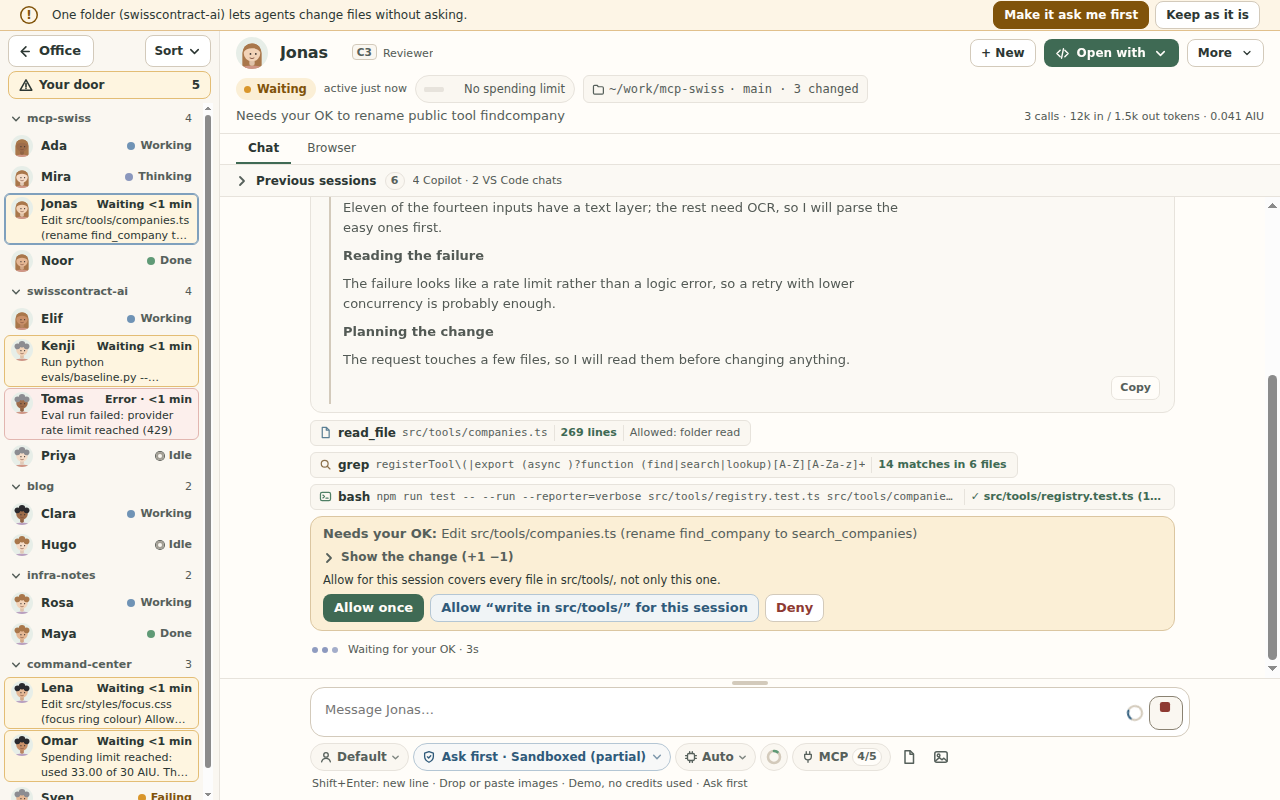 One folder (swisscontract-ai) lets agents change files without asking.
Make it ask me first
Keep as it is
Office
Sort
Your door 5
mcp-swiss 4
Ada Working
Mira Thinking
Jonas Waiting <1 min
Edit src/tools/companies.ts
(rename find_company t…
Noor Done
swisscontract-ai 4
Elif Working
Kenji Waiting <1 min
Run python
evals/baseline.py --…
Tomas Error · <1 min
Eval run failed: provider
rate limit reached (429)
Priya Idle
blog 2
Clara Working
Hugo Idle
infra-notes 2
Rosa Working
Maya Done
command-center 3
Lena Waiting <1 min
Edit src/styles/focus.css
(focus ring colour) Allow…
Omar Waiting <1 min
Spending limit reached:
used 33.00 of 30 AIU. Th…
Sven Failing
Jonas C3 Reviewer
+ New
Open with
More
Waiting active just now No spending limit ~/work/mcp-swiss · main · 3 changed
Needs your OK to rename public tool findcompany
3 calls · 12k in / 1.5k out tokens · 0.041 AIU
Chat Browser
Previous sessions 6 4 Copilot · 2 VS Code chats
Eleven of the fourteen inputs have a text layer; the rest need OCR, so I will parse the
easy ones first.
Reading the failure
The failure looks like a rate limit rather than a logic error, so a retry with lower
concurrency is probably enough.
Planning the change
The request touches a few files, so I will read them before changing anything.
Copy
read_file src/tools/companies.ts 269 lines Allowed: folder read
grep registerTool\(|export (async )?function (find|search|lookup)[A-Z][A-Za-z]+ 14 matches in 6 files
bash npm run test -- --run --reporter=verbose src/tools/registry.test.ts src/tools/companie… ✓ src/tools/registry.test.ts (1…
Needs your OK: Edit src/tools/companies.ts (rename find_company to search_companies)
Show the change (+1 −1)
Allow for this session covers every file in src/tools/, not only this one.
Allow once
Allow “write in src/tools/” for this session
Deny
Waiting for your OK · 3s
Message Jonas…
Default
Ask first · Sandboxed (partial)
Auto
MCP 4/5
Shift+Enter: new line · Drop or paste images · Demo, no credits used · Ask first